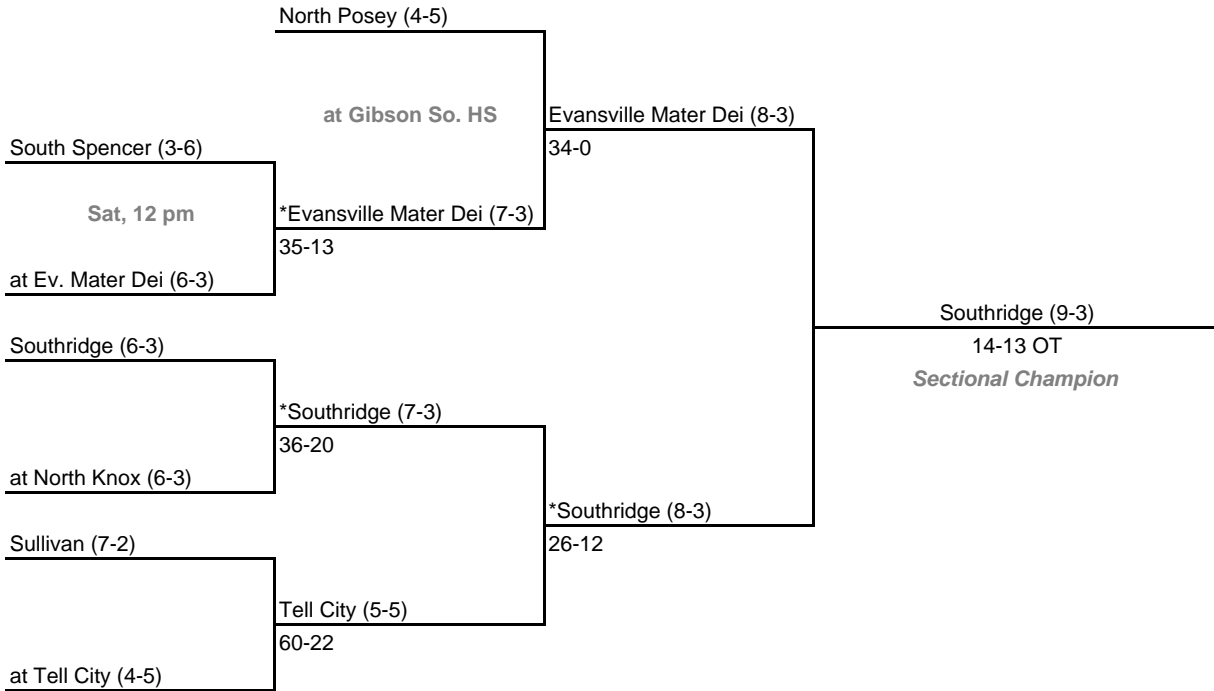 North Posey (4-5)
at Gibson So. HS
Evansville Mater Dei (8-3)
South Spencer (3-6)
34-0
Sat, 12 pm
*Evansville Mater Dei (7-3)
35-13
at Ev. Mater Dei (6-3)
Southridge (9-3)
Southridge (6-3)
14-13 OT
Sectional Champion
*Southridge (7-3)
36-20
at North Knox (6-3)
*Southridge (8-3)
Sullivan (7-2)
26-12
Tell City (5-5)
60-22
at Tell City (4-5)